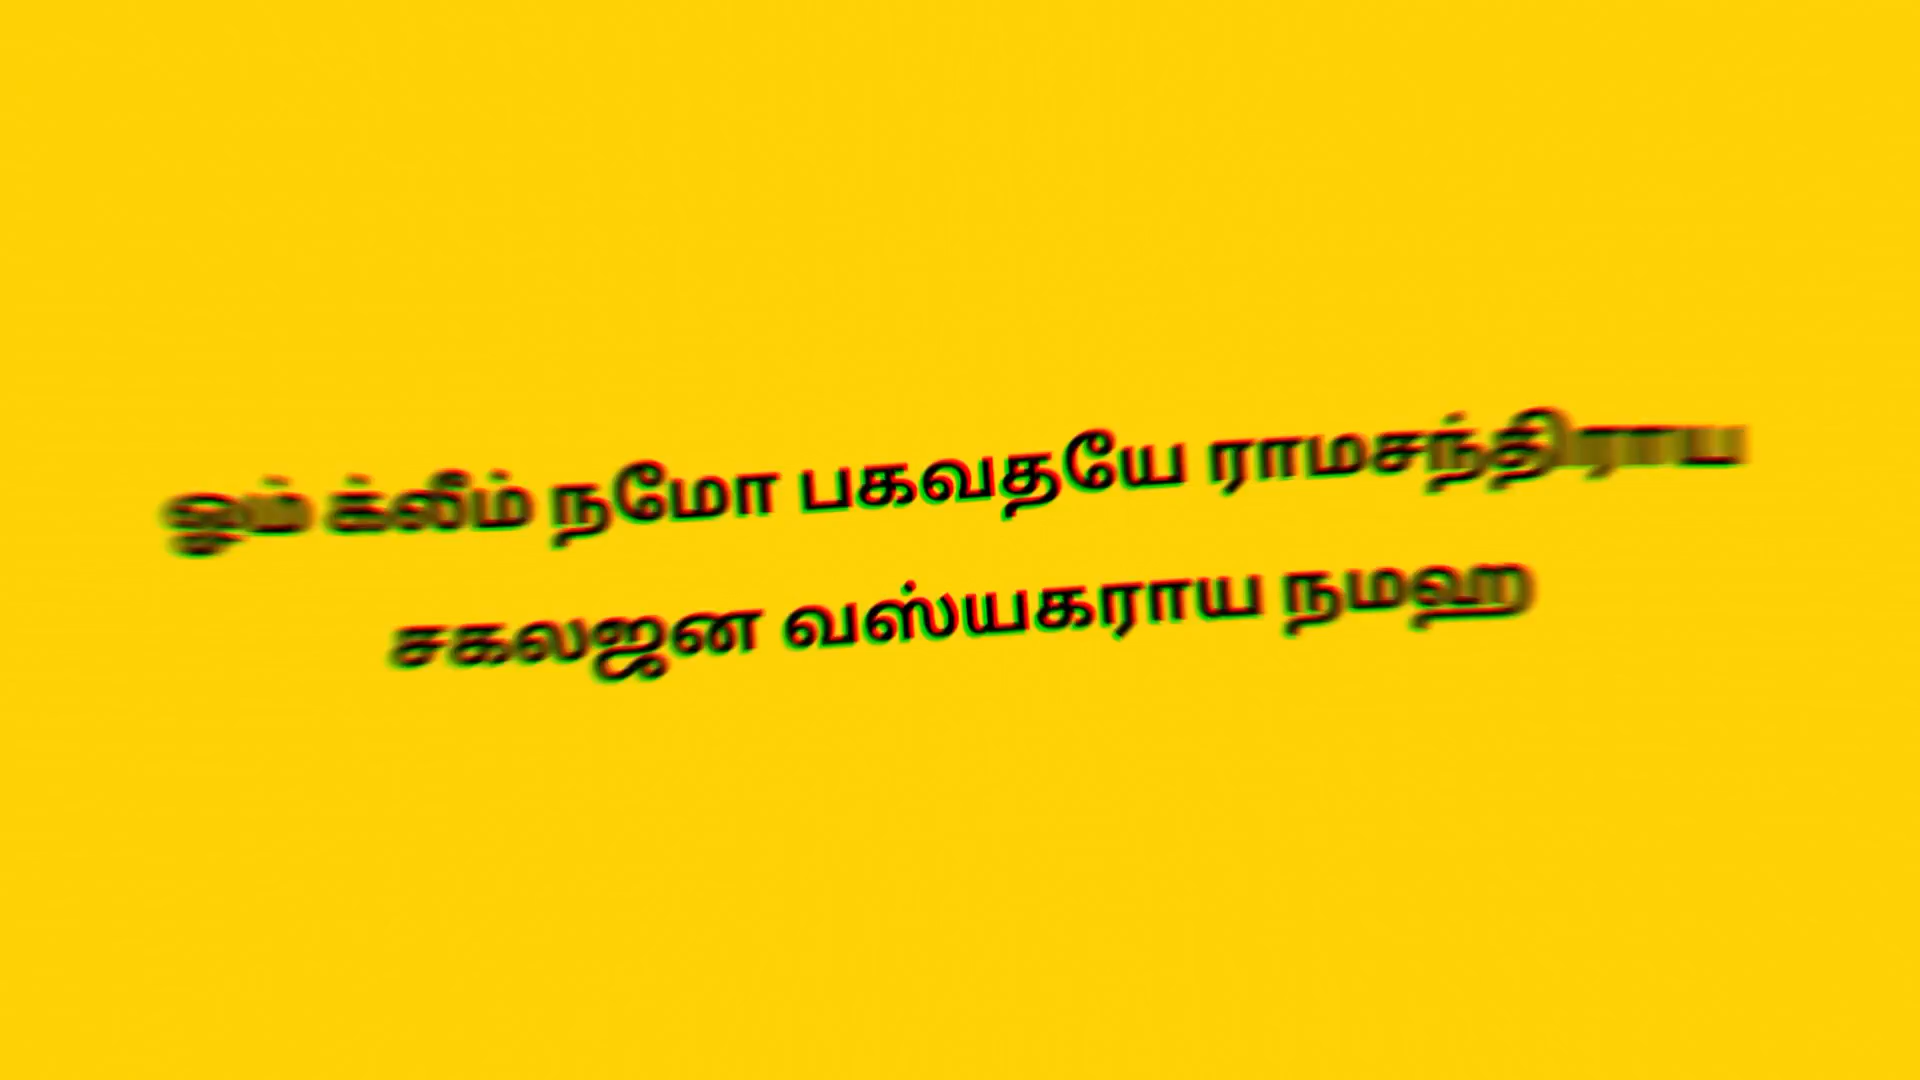 ஓம் க்லீம் நமோ பகவதயே ராமசந்திராய
சகலஜன வஸ்யகராய நமஹ